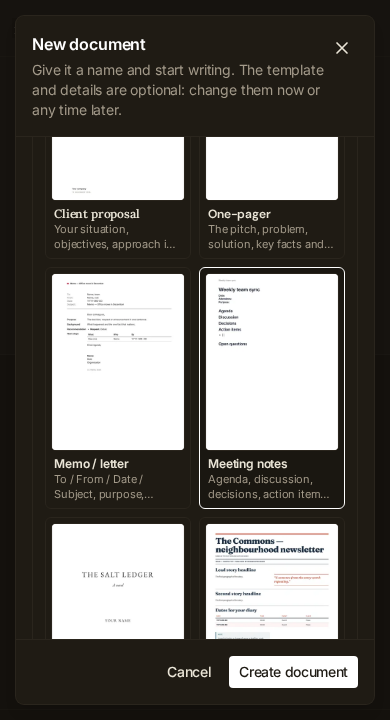 New document
Give it a name and start writing. The template
and details are optional: change them now or
any time later.
Client proposal
Your situation,
objectives, approach i…
One-pager
The pitch, problem,
solution, key facts and…
Weekly team sync
Agenda
Discussion
Decisions
Action items
Open questions
Memo / letter
To / From / Date /
Subject, purpose,…
Meeting notes
Agenda, discussion,
decisions, action item…
THE SALT LEDGER
A novel
YOUR NAME
The Commons —
neighbourhood newsletter
Lead story headline
Second story headline
Dates for your diary
Cancel
Create document